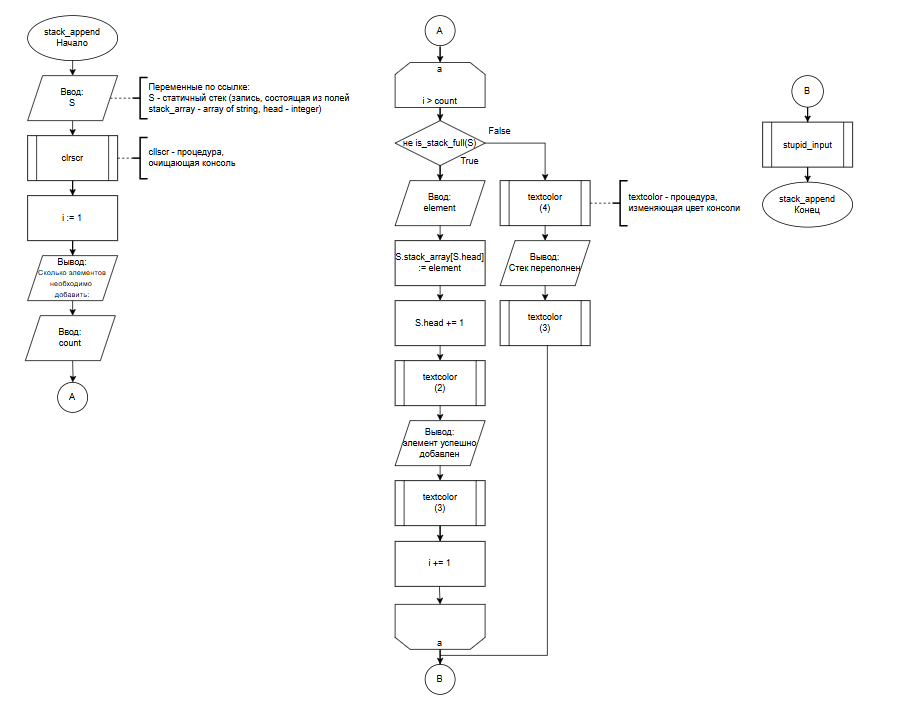 stack_append
Начало
Ввод:
S
Переменные по ссылке:
S - статичный стек (запись, состоящая из полей
stack_array - array of string, head - integer)
clrscr
cllscr - процедура,
очищающая консоль
i := 1
Вывод:
Сколько элементов
необходимо
добавить:
Ввод:
count
A
A
a
i > count
не is_stack_full(S)
False
True
Ввод:
element
S.stack_array[S.head]
:= element
S.head += 1
textcolor
(2)
Вывод:
элемент успешно
добавлен
textcolor
(3)
i += 1
a
B
textcolor
(4)
textcolor - процедура,
изменяющая цвет консоли
Вывод:
Стек переполнен
textcolor
(3)
B
stupid_input
stack_append
Конец